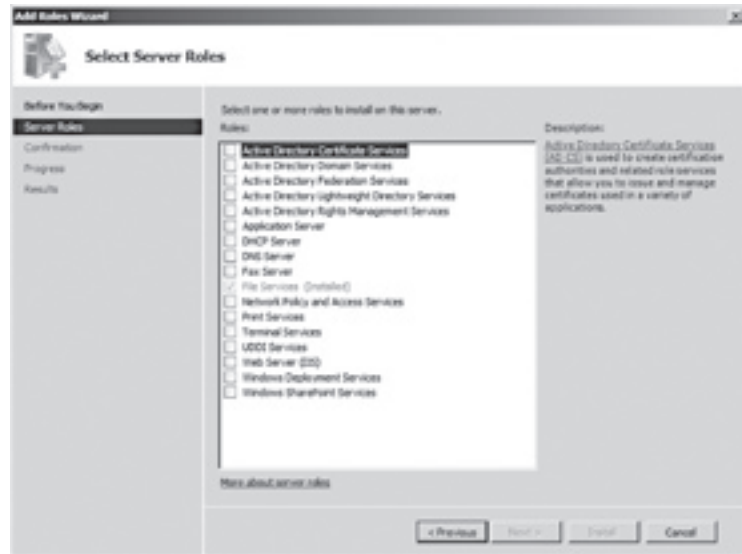 Add Roles Wizard
Select Server Roles
Before You Begin
Server Roles
Confirmation
Progress
Results
Select one or more roles to install on this server.
Roles:
Active Directory Certificate Services
Active Directory Domain Services
Active Directory Federation Services
Active Directory Lightweight Directory Services
Active Directory Rights Management Services
Application Server
DHCP Server
DNS Server
Fax Server
File Services (Installed)
Network Policy and Access Services
Print Services
Terminal Services
UDDI Services
Web Server (IIS)
Windows Deployment Services
Windows SharePoint Services
More about server roles
Description:
Active Directory Certificate Services
(AD CS) is used to create certification
authorities and related role services
that allow you to issue and manage
certificates used in a variety of
applications.
< Previous
Next >
Install
Cancel